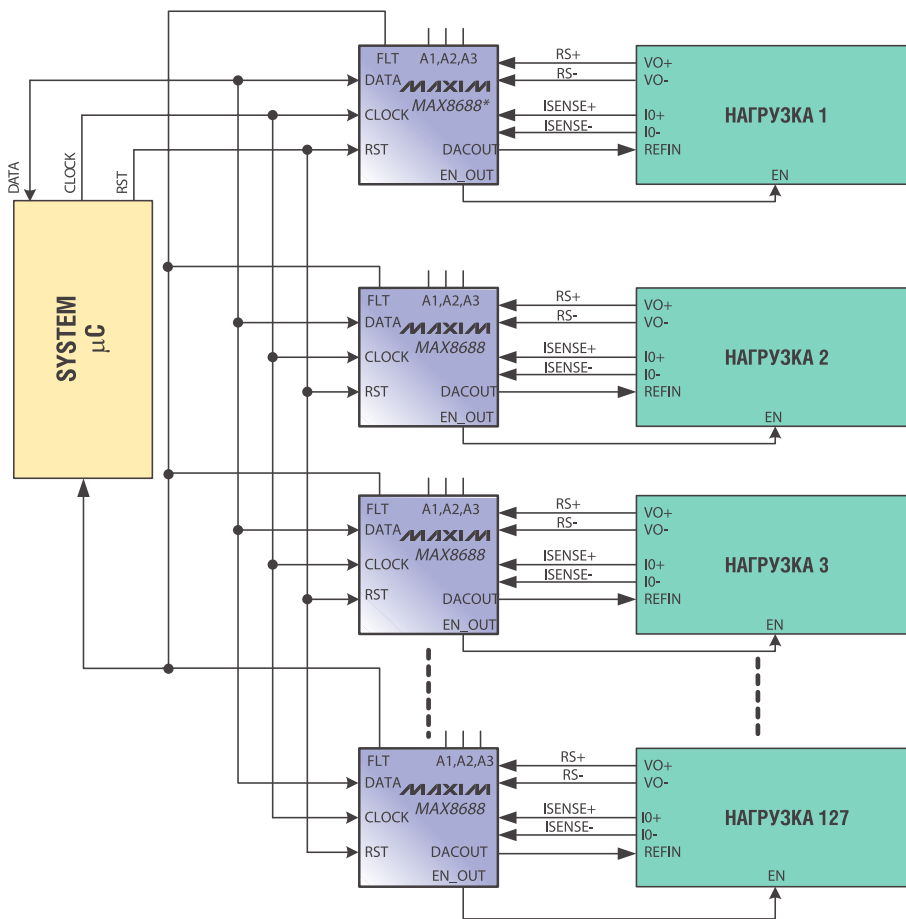 DATA
CLOCK
RST
SYSTEM
µC
FLT
A1,A2,A3
DATA
MAXIM
MAX8688*
CLOCK
RST
DACOUT
EN_OUT
RS+
RS-
ISENSE+
ISENSE-
VO+
VO-
I0+
I0-
REFIN
EN
НАГРУЗКА 1
FLT
A1,A2,A3
DATA
MAXIM
MAX8688
CLOCK
RST
DACOUT
EN_OUT
RS+
RS-
ISENSE+
ISENSE-
VO+
VO-
I0+
I0-
REFIN
EN
НАГРУЗКА 2
FLT
A1,A2,A3
DATA
MAXIM
MAX8688
CLOCK
RST
DACOUT
EN_OUT
RS+
RS-
ISENSE+
ISENSE-
VO+
VO-
I0+
I0-
REFIN
EN
НАГРУЗКА 3
FLT
A1,A2,A3
DATA
MAXIM
MAX8688
CLOCK
RST
DACOUT
EN_OUT
RS+
RS-
ISENSE+
ISENSE-
VO+
VO-
I0+
I0-
REFIN
EN
НАГРУЗКА 127